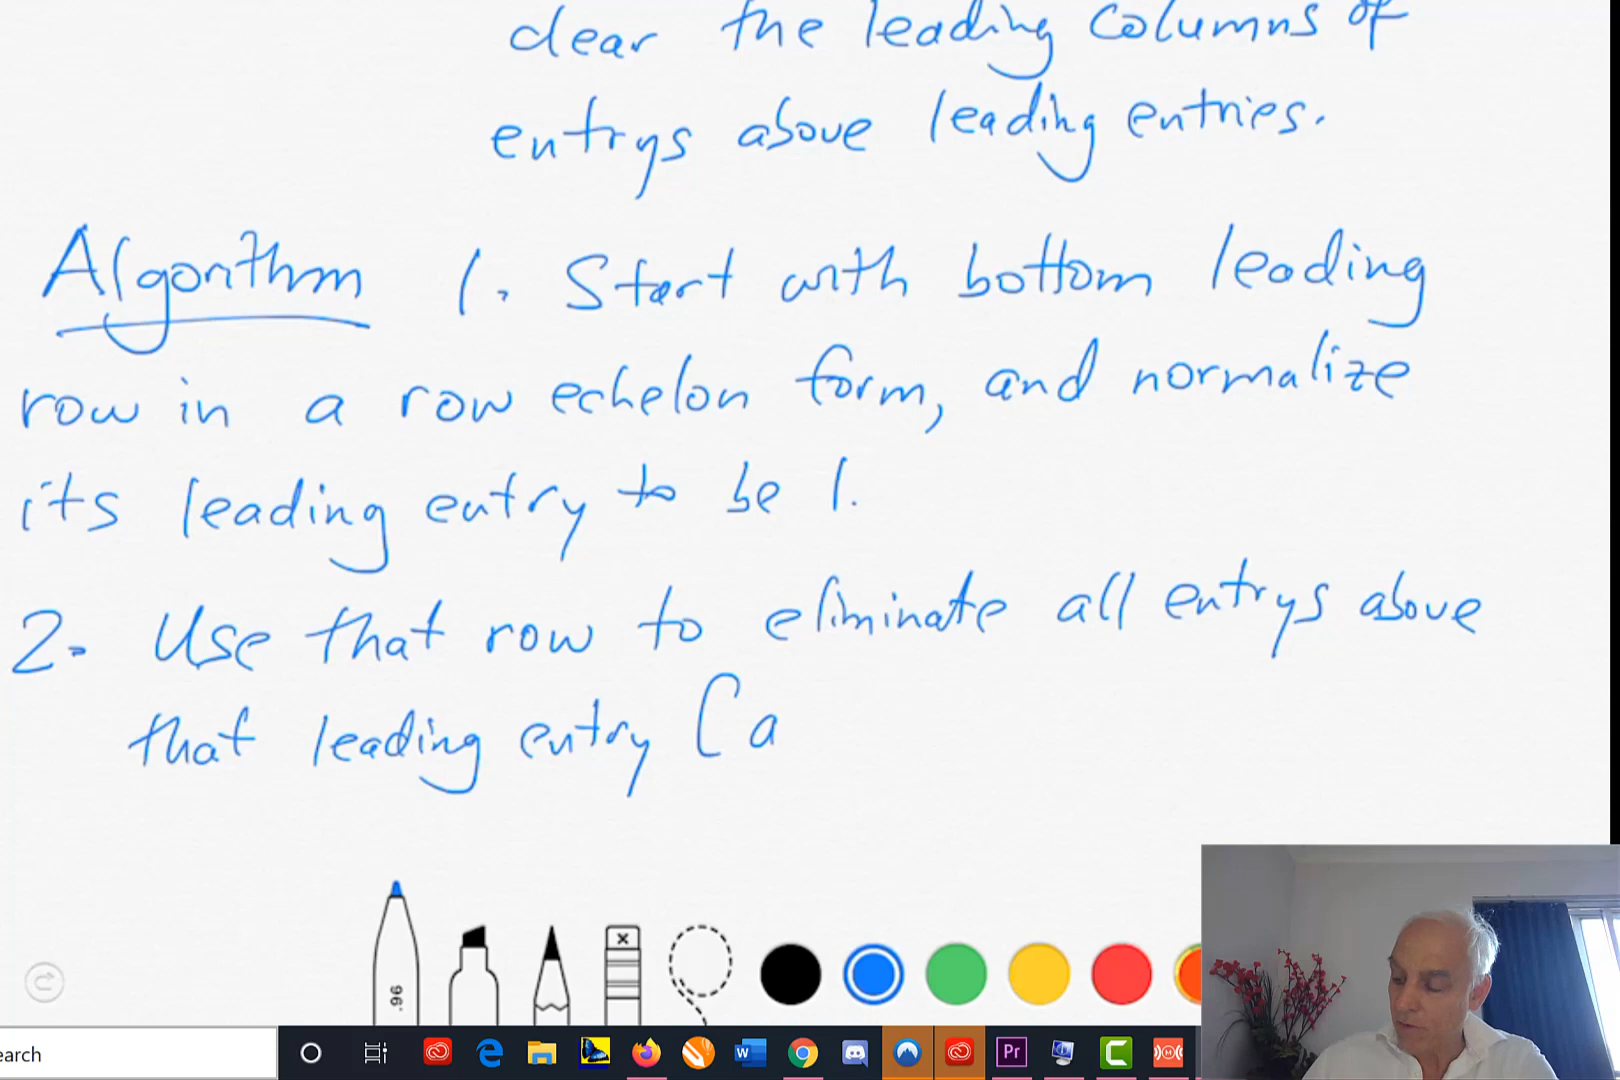 clear the leading columns of
entrys above leading entries.
Algorithm 1. Start with bottom leading
row in a row echelon form, and normalize
its leading entry to be 1.
2. Use that row to eliminate all entrys above
that leading entry (a
.96
earch
W
Pr
C
H